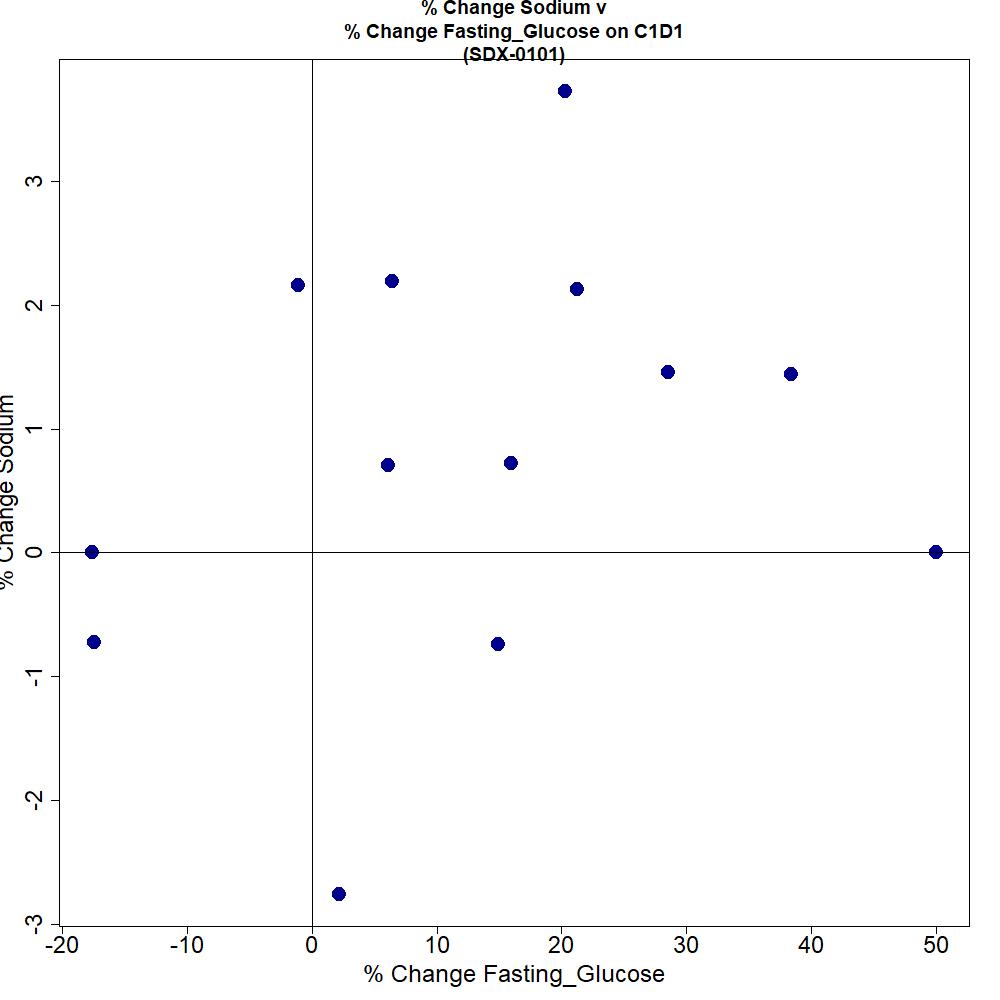 % Change Sodium v
% Change Fasting_Glucose on C1D1
(SDX-0101)
% Change Sodium
3
2
1
0
-1
-2
-3
-20 -10 0 10 20 30 40 50
% Change Fasting_Glucose